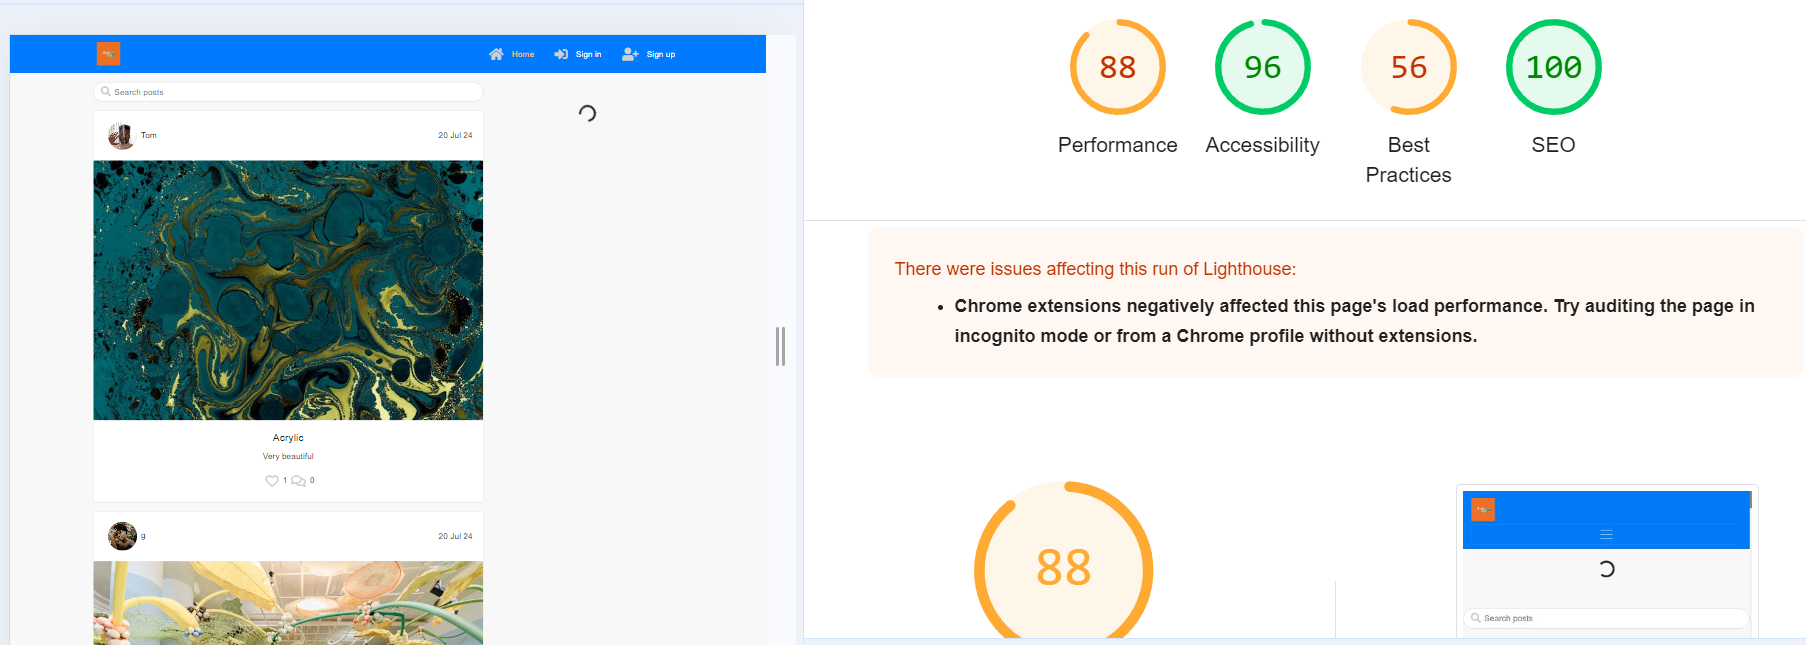 Home
Sign in
Sign up
Search posts
Tom
20 Jul 24
Acrylic
Very beautiful
1
0
g
20 Jul 24
88
96
56
100
Performance
Accessibility
Best
Practices
SEO
There were issues affecting this run of Lighthouse:
• Chrome extensions negatively affected this page's load performance. Try auditing the page in
incognito mode or from a Chrome profile without extensions.
88
Search posts